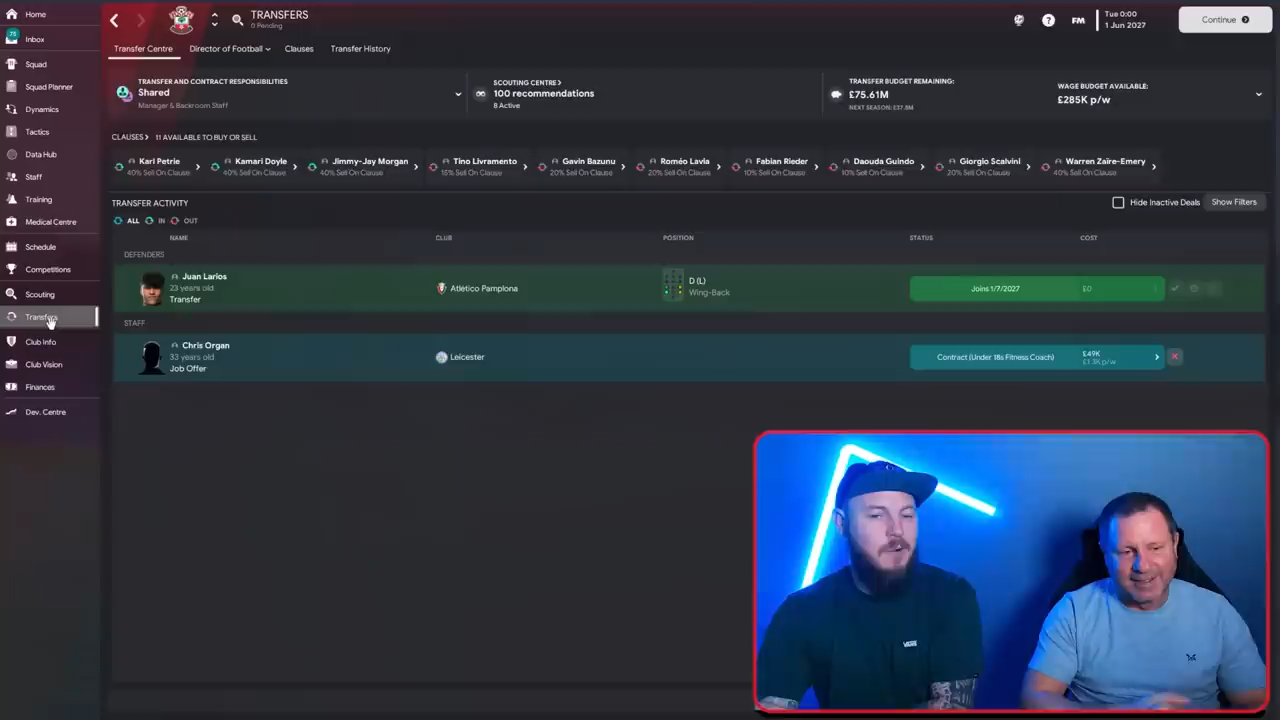 Home
Inbox
Squad
Squad Planner
Dynamics
Tactics
Data Hub
Staff
Training
Medical Centre
Schedule
Competitions
Scouting
Transfers
Club Info
Club Vision
Finances
Dev. Centre
TRANSFERS
0 Pending
FM
Tue 0:00
1 Jun 2027
Continue
Transfer Centre
Director of Football
Clauses
Transfer History
TRANSFER AND CONTRACT RESPONSIBILITIES
Shared
Manager & Backroom Staff
SCOUTING CENTRE>
100 recommendations
8 Active
TRANSFER BUDGET REMAINING:
£75.61M
NEXT SEASON: £37.8M
WAGE BUDGET AVAILABLE:
£285K p/w
CLAUSES> 11 AVAILABLE TO BUY OR SELL
Karl Petrie
40% Sell On Clause
Kamari Doyle
40% Sell On Clause
Jimmy-Jay Morgan
40% Sell On Clause
Tino Livramento
15% Sell On Clause
Gavin Bazunu
20% Sell On Clause
Roméo Lavia
20% Sell On Clause
Fabian Rieder
10% Sell On Clause
Daouda Guindo
10% Sell On Clause
Giorgio Scalvini
20% Sell On Clause
Warren Zaïre-Emery
40% Sell On Clause
TRANSFER ACTIVITY
Hide Inactive Deals
Show Filters
ALL IN OUT
NAME CLUB POSITION STATUS COST
DEFENDERS
Juan Larios
23 years old
Transfer
Atlético Pamplona
D (L)
Wing-Back
Joins 1/7/2027
£0
STAFF
Chris Organ
33 years old
Job Offer
Leicester
Contract (Under 18s Fitness Coach)
£49K
£1.3K p/w
VANS